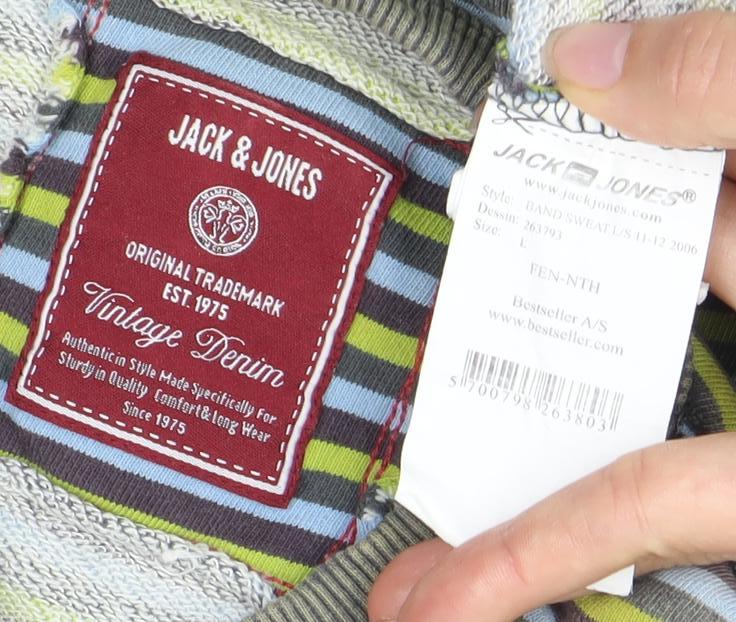 JACK & JONES
ORIGINAL TRADEMARK
EST. 1975
Vintage Denim
Authentic in Style Made Specifically For
Sturdy in Quality Comfort & Long Wear
Since 1975
JACK JONES®
www.jackjones.com
Style: BAND SWEAT L/S 11-12 2006
Dessin: 263793
Size: L
FEN-NTH
Bestseller A/S
www.bestseller.com
5 700798 263803